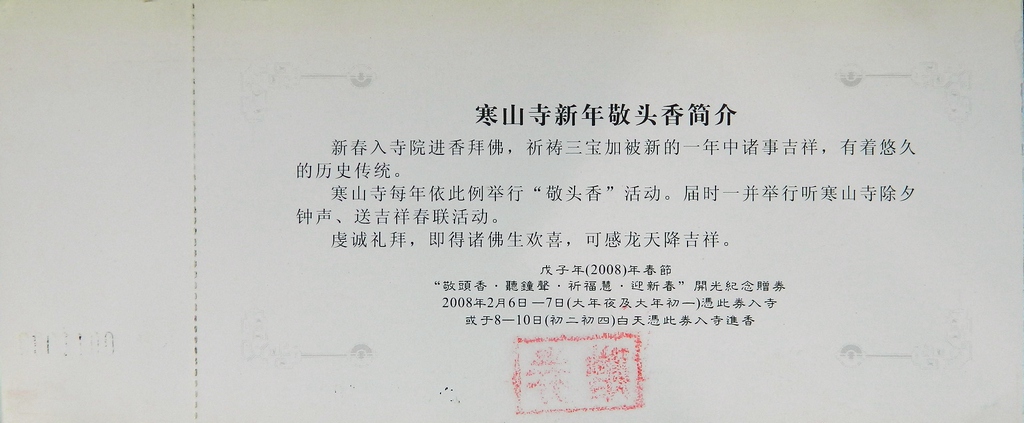 寒山寺新年敬头香简介
新春入寺院进香拜佛，祈祷三宝加被新的一年中诸事吉祥，有着悠久
的历史传统。
寒山寺每年依此例举行“敬头香”活动。届时一并举行听寒山寺除夕
钟声、送吉祥春联活动。
虔诚礼拜，即得诸佛生欢喜，可感龙天降吉祥。
戊子年(2008)年春節
“敬頭香·聽鐘聲·祈福慧·迎新春”開光紀念贈券
2008年2月6日—7日(大年夜及大年初一)憑此券入寺
或于8—10日(初二初四)白天憑此券入寺進香